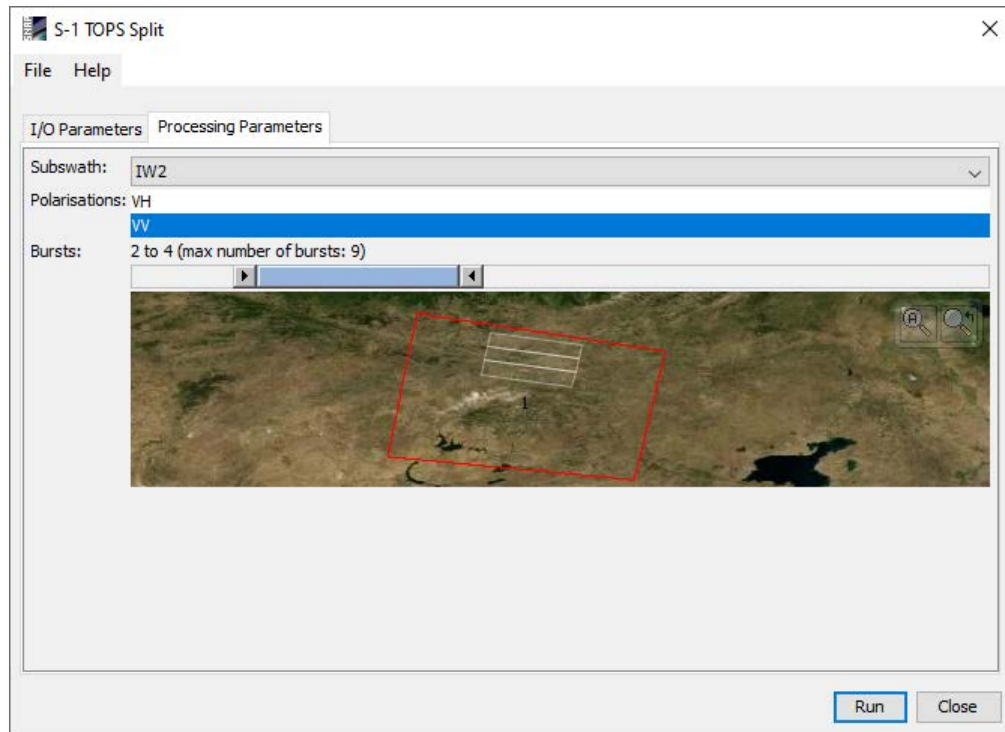 S-1 TOPS Split
File Help
I/O Parameters Processing Parameters
Subswath: IW2
Polarisations: VH
VV
Bursts: 2 to 4 (max number of bursts: 9)
A
1
Run Close